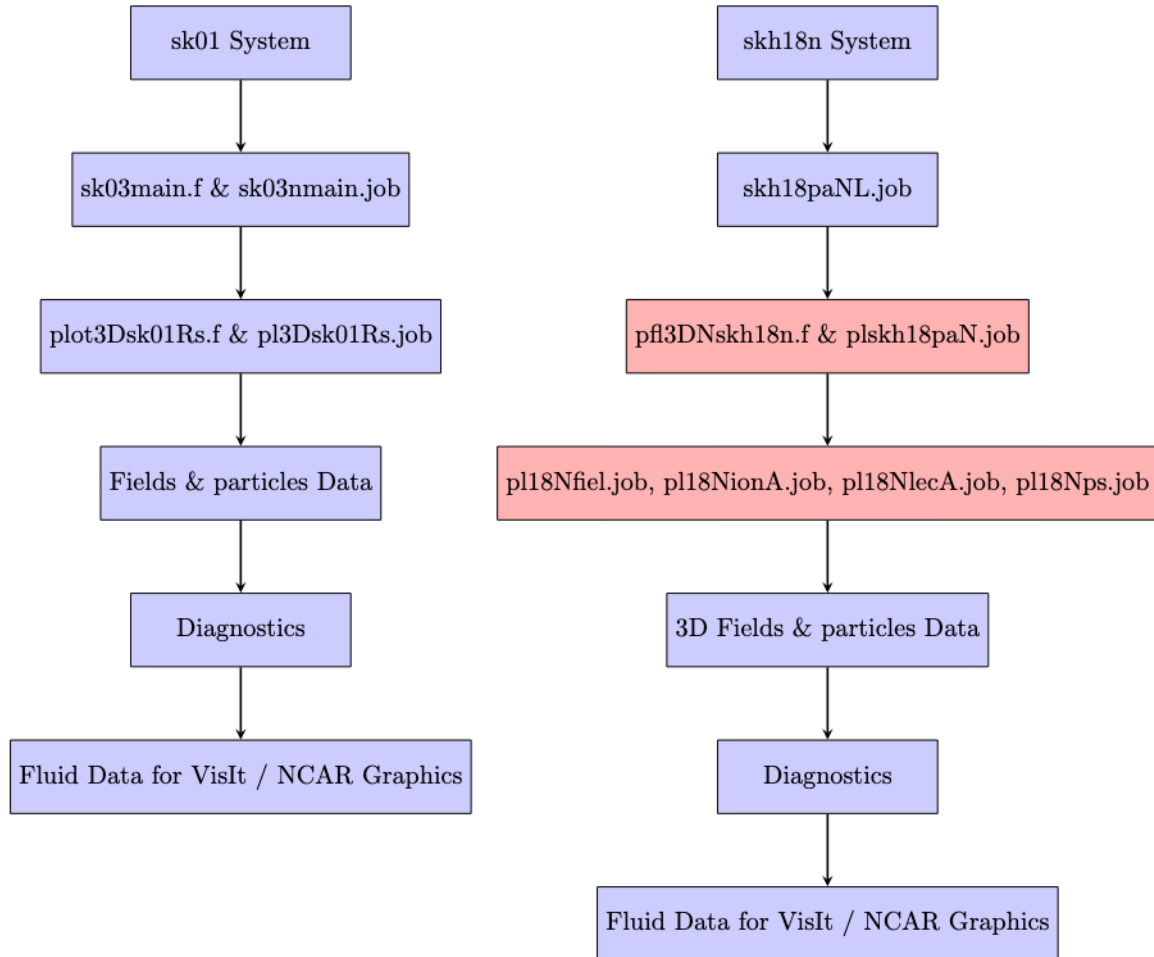 sk01 System
sk03main.f & sk03nmain.job
plot3Dsk01Rs.f & pl3Dsk01Rs.job
Fields & particles Data
Diagnostics
Fluid Data for VisIt / NCAR Graphics
skh18n System
skh18paNL.job
pfl3DNskh18n.f & plskh18paN.job
pl18Nfiel.job, pl18NionA.job, pl18NlecA.job, pl18Nps.job
3D Fields & particles Data
Diagnostics
Fluid Data for VisIt / NCAR Graphics